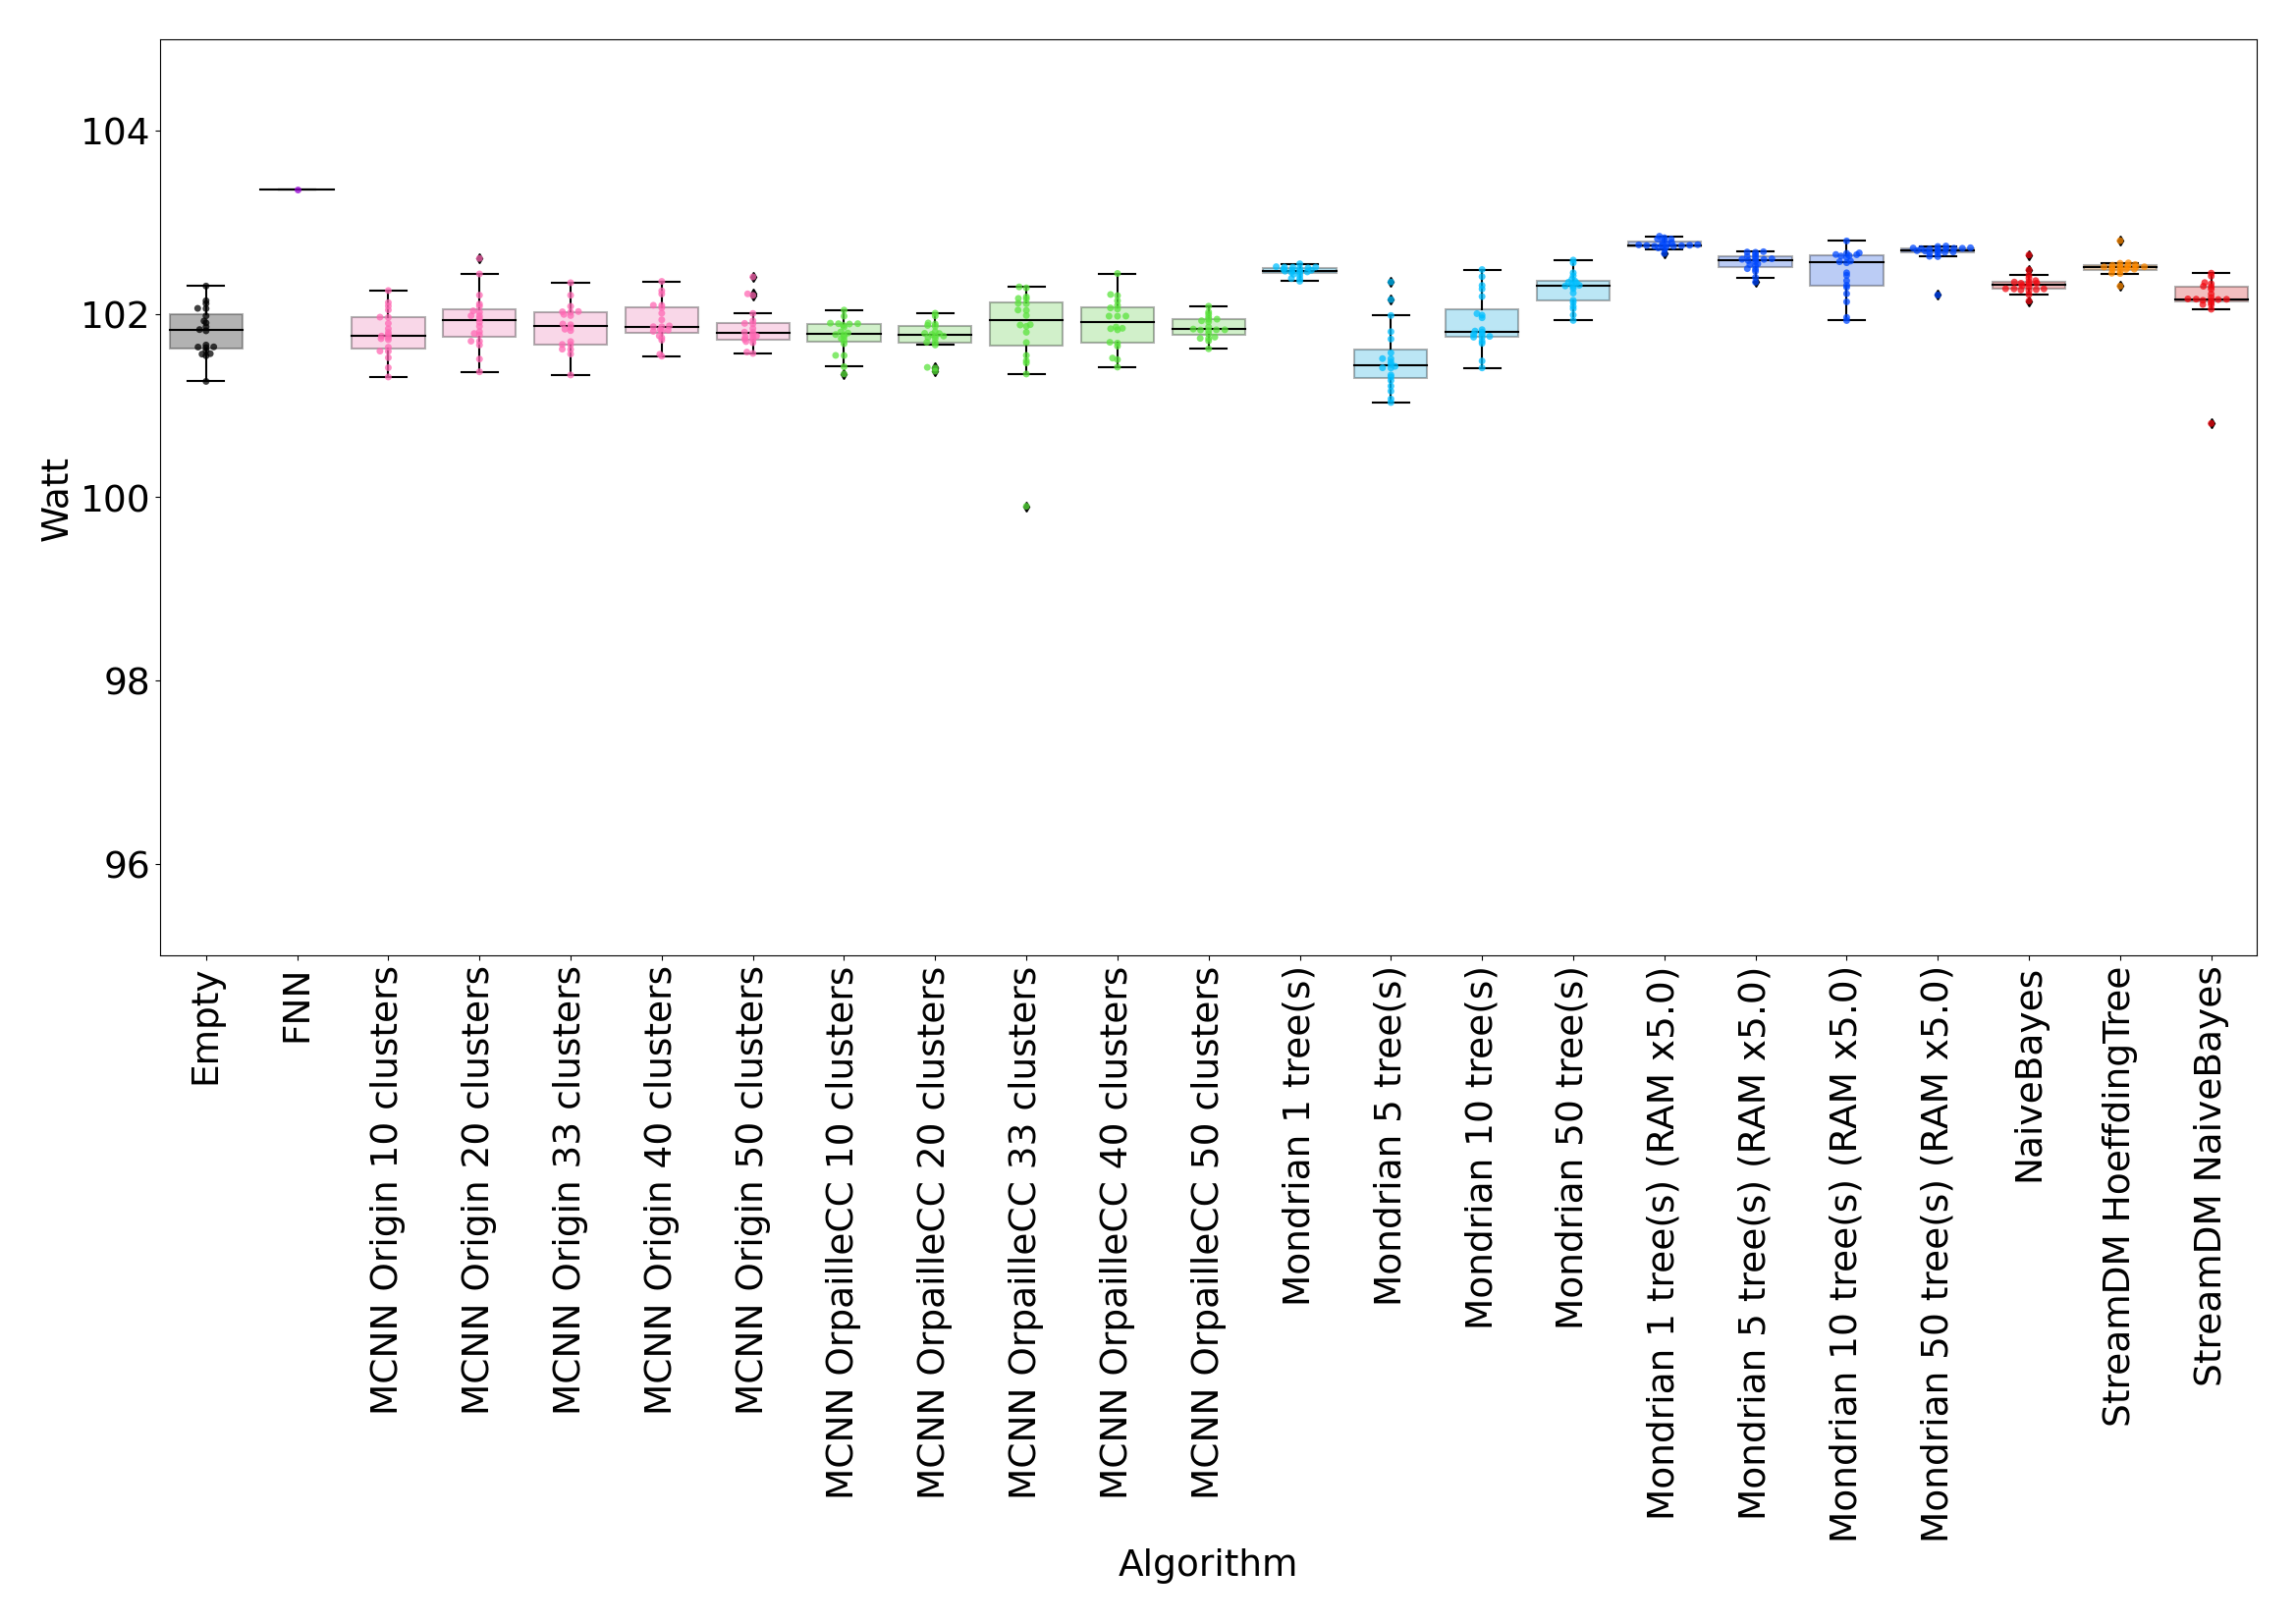 104
102
100
98
96
Watt
Empty
FNN
MCNN Origin 10 clusters
MCNN Origin 20 clusters
MCNN Origin 33 clusters
MCNN Origin 40 clusters
MCNN Origin 50 clusters
MCNN OrpailleCC 10 clusters
MCNN OrpailleCC 20 clusters
MCNN OrpailleCC 33 clusters
MCNN OrpailleCC 40 clusters
MCNN OrpailleCC 50 clusters
Mondrian 1 tree(s)
Mondrian 5 tree(s)
Mondrian 10 tree(s)
Mondrian 50 tree(s)
Mondrian 1 tree(s) (RAM x5.0)
Mondrian 5 tree(s) (RAM x5.0)
Mondrian 10 tree(s) (RAM x5.0)
Mondrian 50 tree(s) (RAM x5.0)
NaiveBayes
StreamDM HoeffdingTree
StreamDM NaiveBayes
Algorithm